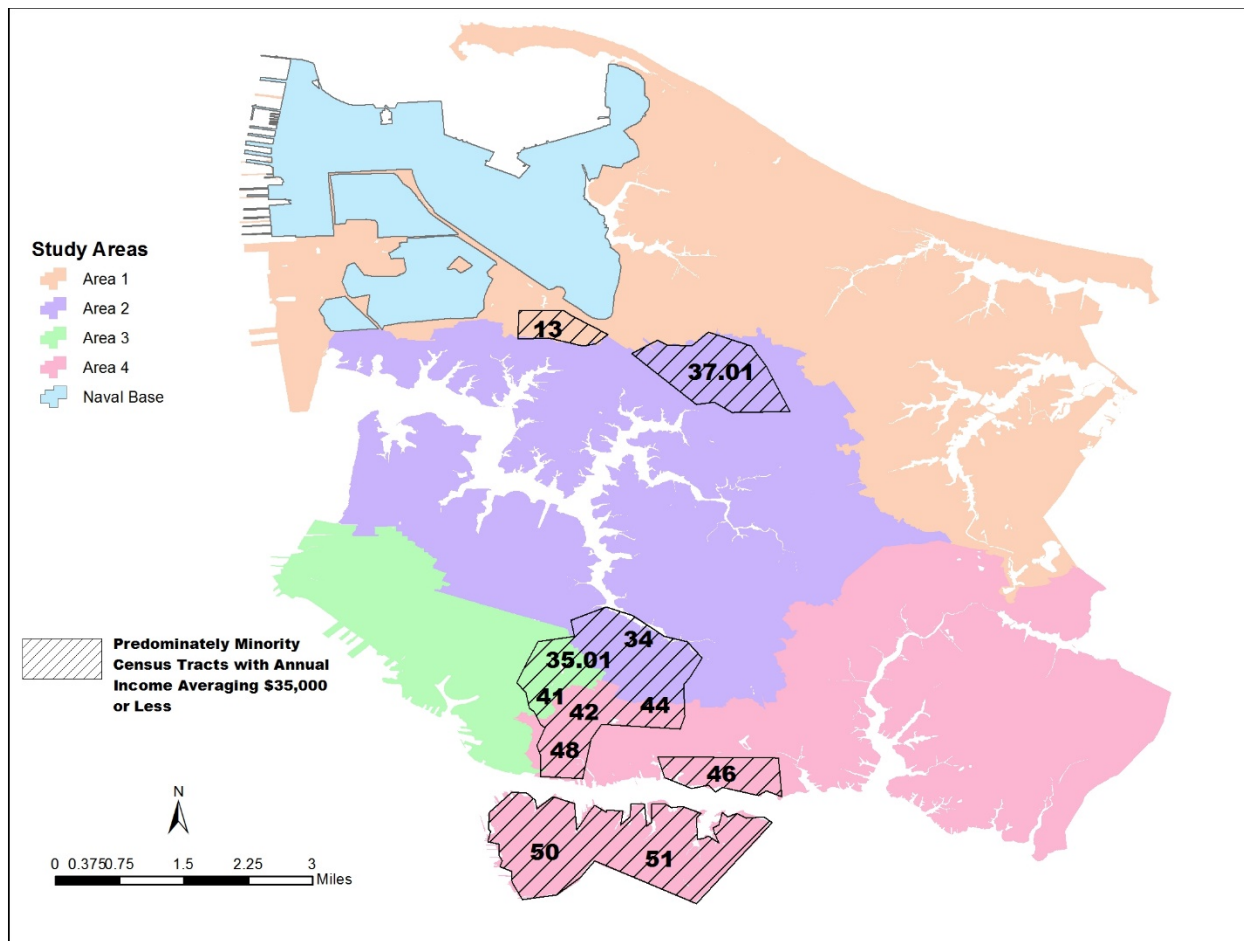 Study Areas
Area 1
Area 2
Area 3
Area 4
Naval Base
13
37.01
34
35.01
41
42
44
48
46
50
51
Predominately Minority
Census Tracts with Annual
Income Averaging $35,000
or Less
N
0 0.375 0.75 1.5 2.25 3
Miles